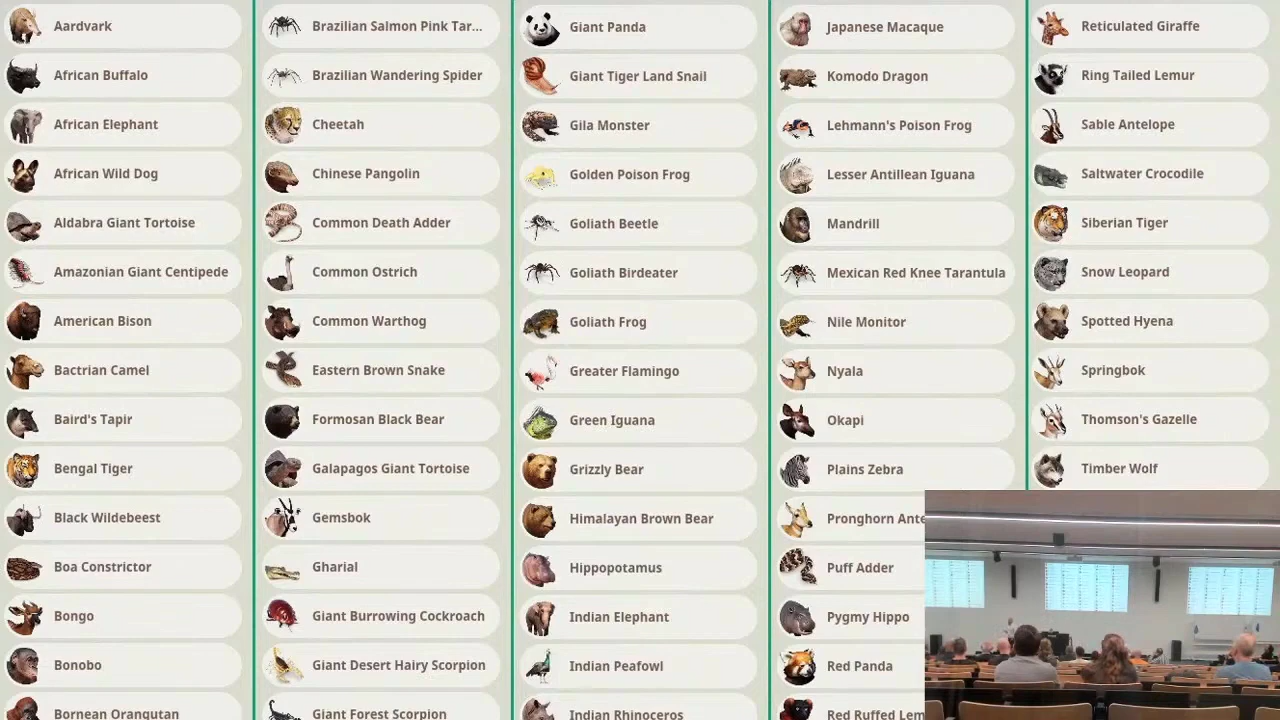 Aardvark
African Buffalo
African Elephant
African Wild Dog
Aldabra Giant Tortoise
Amazonian Giant Centipede
American Bison
Bactrian Camel
Baird's Tapir
Bengal Tiger
Black Wildebeest
Boa Constrictor
Bongo
Bonobo
Bornean Orangutan
Brazilian Salmon Pink Tar...
Brazilian Wandering Spider
Cheetah
Chinese Pangolin
Common Death Adder
Common Ostrich
Common Warthog
Eastern Brown Snake
Formosan Black Bear
Galapagos Giant Tortoise
Gemsbok
Gharial
Giant Burrowing Cockroach
Giant Desert Hairy Scorpion
Giant Forest Scorpion
Giant Panda
Giant Tiger Land Snail
Gila Monster
Golden Poison Frog
Goliath Beetle
Goliath Birdeater
Goliath Frog
Greater Flamingo
Green Iguana
Grizzly Bear
Himalayan Brown Bear
Hippopotamus
Indian Elephant
Indian Peafowl
Indian Rhinoceros
Japanese Macaque
Komodo Dragon
Lehmann's Poison Frog
Lesser Antillean Iguana
Mandrill
Mexican Red Knee Tarantula
Nile Monitor
Nyala
Okapi
Plains Zebra
Pronghorn Ante
Puff Adder
Pygmy Hippo
Red Panda
Red Ruffed Lem
Reticulated Giraffe
Ring Tailed Lemur
Sable Antelope
Saltwater Crocodile
Siberian Tiger
Snow Leopard
Spotted Hyena
Springbok
Thomson's Gazelle
Timber Wolf